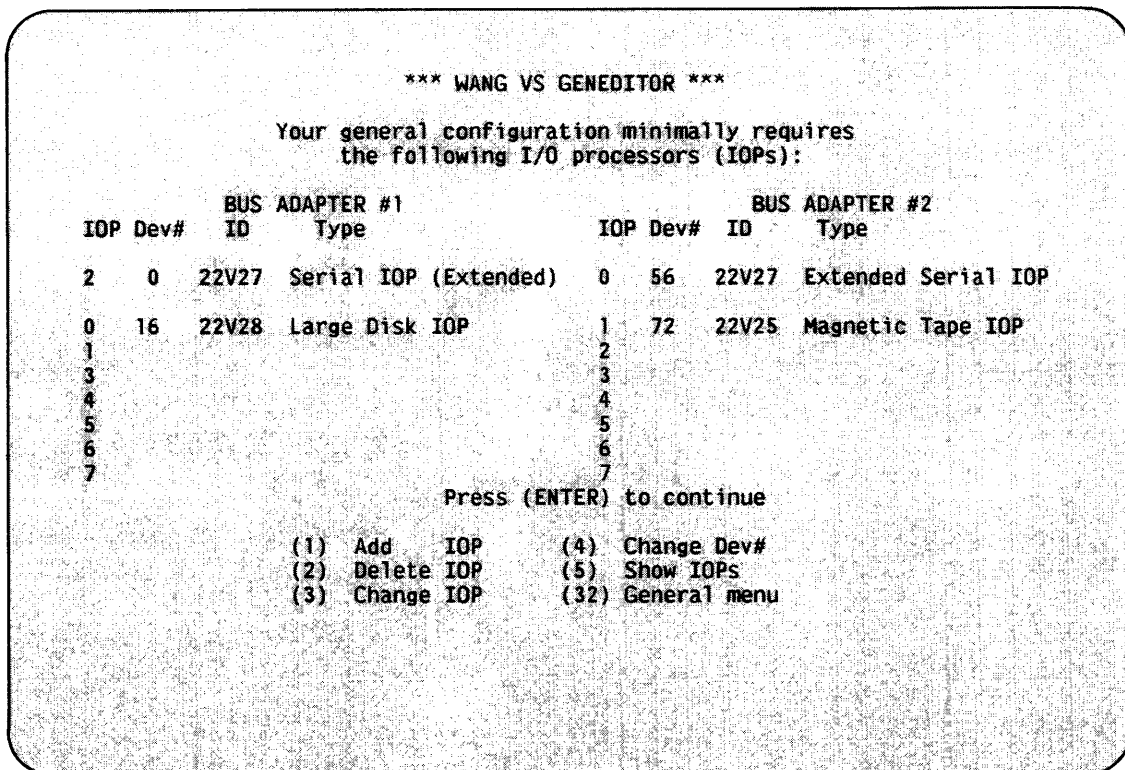 *** WANG VS GENEDITOR ***
Your general configuration minimally requires
the following I/O processors (IOPs):
BUS ADAPTER #1 BUS ADAPTER #2
IOP Dev# ID Type IOP Dev# ID Type
2 0 22V27 Serial IOP (Extended) 0 56 22V27 Extended Serial IOP
0 16 22V28 Large Disk IOP 1 72 22V25 Magnetic Tape IOP
1 2
3 3
4 4
5 5
6 6
7 7
Press (ENTER) to continue
(1) Add IOP (4) Change Dev#
(2) Delete IOP (5) Show IOPs
(3) Change IOP (32) General menu